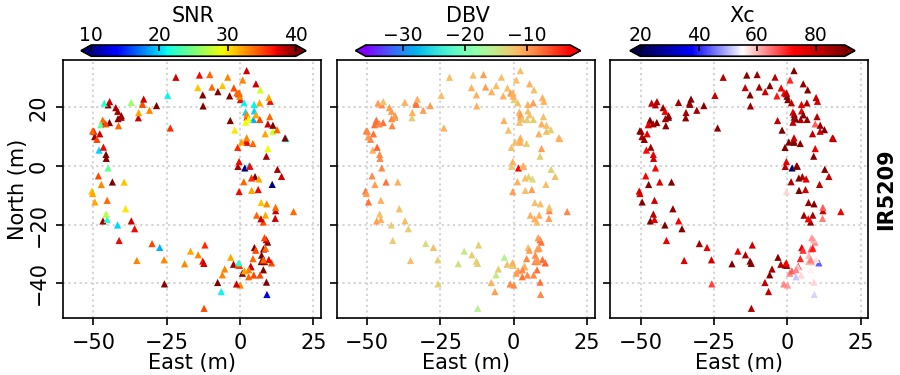 SNR DBV Xc
10 20 30 40 −30 −20 −10 20 40 60 80
20
0
−20
−40
North (m)
IR5209
−50 −25 0 25 −50 −25 0 25 −50 −25 0 25
East (m) East (m) East (m)